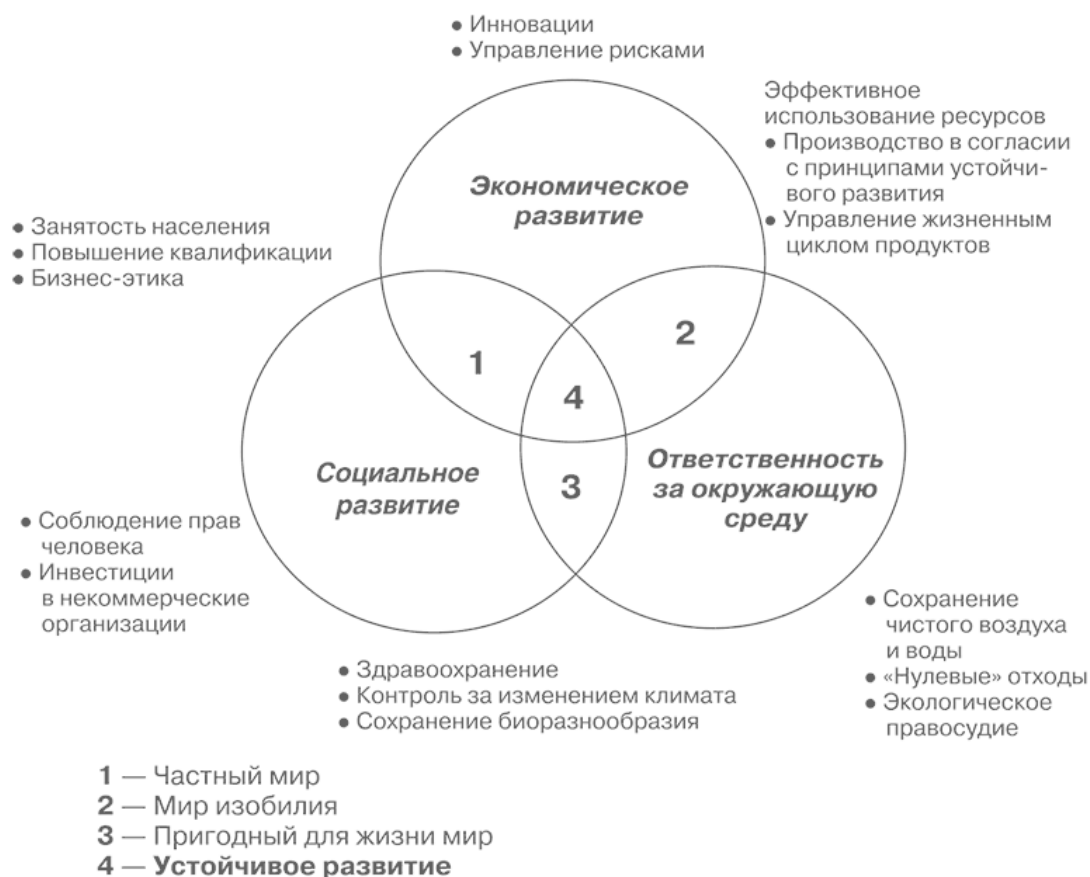 ● Инновации
● Управление рисками
Эффективное
использование ресурсов
● Производство в согласии
с принципами устойчи-
вого развития
● Управление жизненным
циклом продуктов
Экономическое
развитие
● Занятость населения
● Повышение квалификации
● Бизнес-этика
1
2
4
3
Социальное
развитие
Ответственность
за окружающую
среду
● Соблюдение прав
человека
● Инвестиции
в некоммерческие
организации
● Сохранение
чистого воздуха
и воды
● «Нулевые» отходы
● Экологическое
правосудие
● Здравоохранение
● Контроль за изменением климата
● Сохранение биоразнообразия
1 — Частный мир
2 — Мир изобилия
3 — Пригодный для жизни мир
4 — Устойчивое развитие